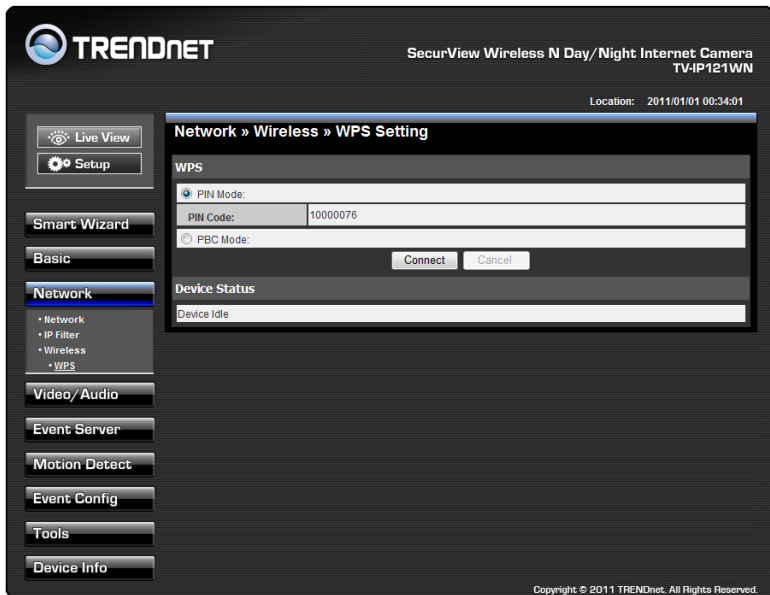 TRENDNET
SecurView Wireless N Day/Night Internet Camera
TV-IP121WN
Location: 2011/01/01 00:34:01
Live View
Setup
Smart Wizard
Basic
Network
• Network
• IP Filter
• Wireless
• WPS
Video/Audio
Event Server
Motion Detect
Event Config
Tools
Device Info
Network » Wireless » WPS Setting
WPS
PIN Mode:
PIN Code: 10000076
PBC Mode:
Connect Cancel
Device Status
Device Idle
Copyright © 2011 TRENDnet. All Rights Reserved.